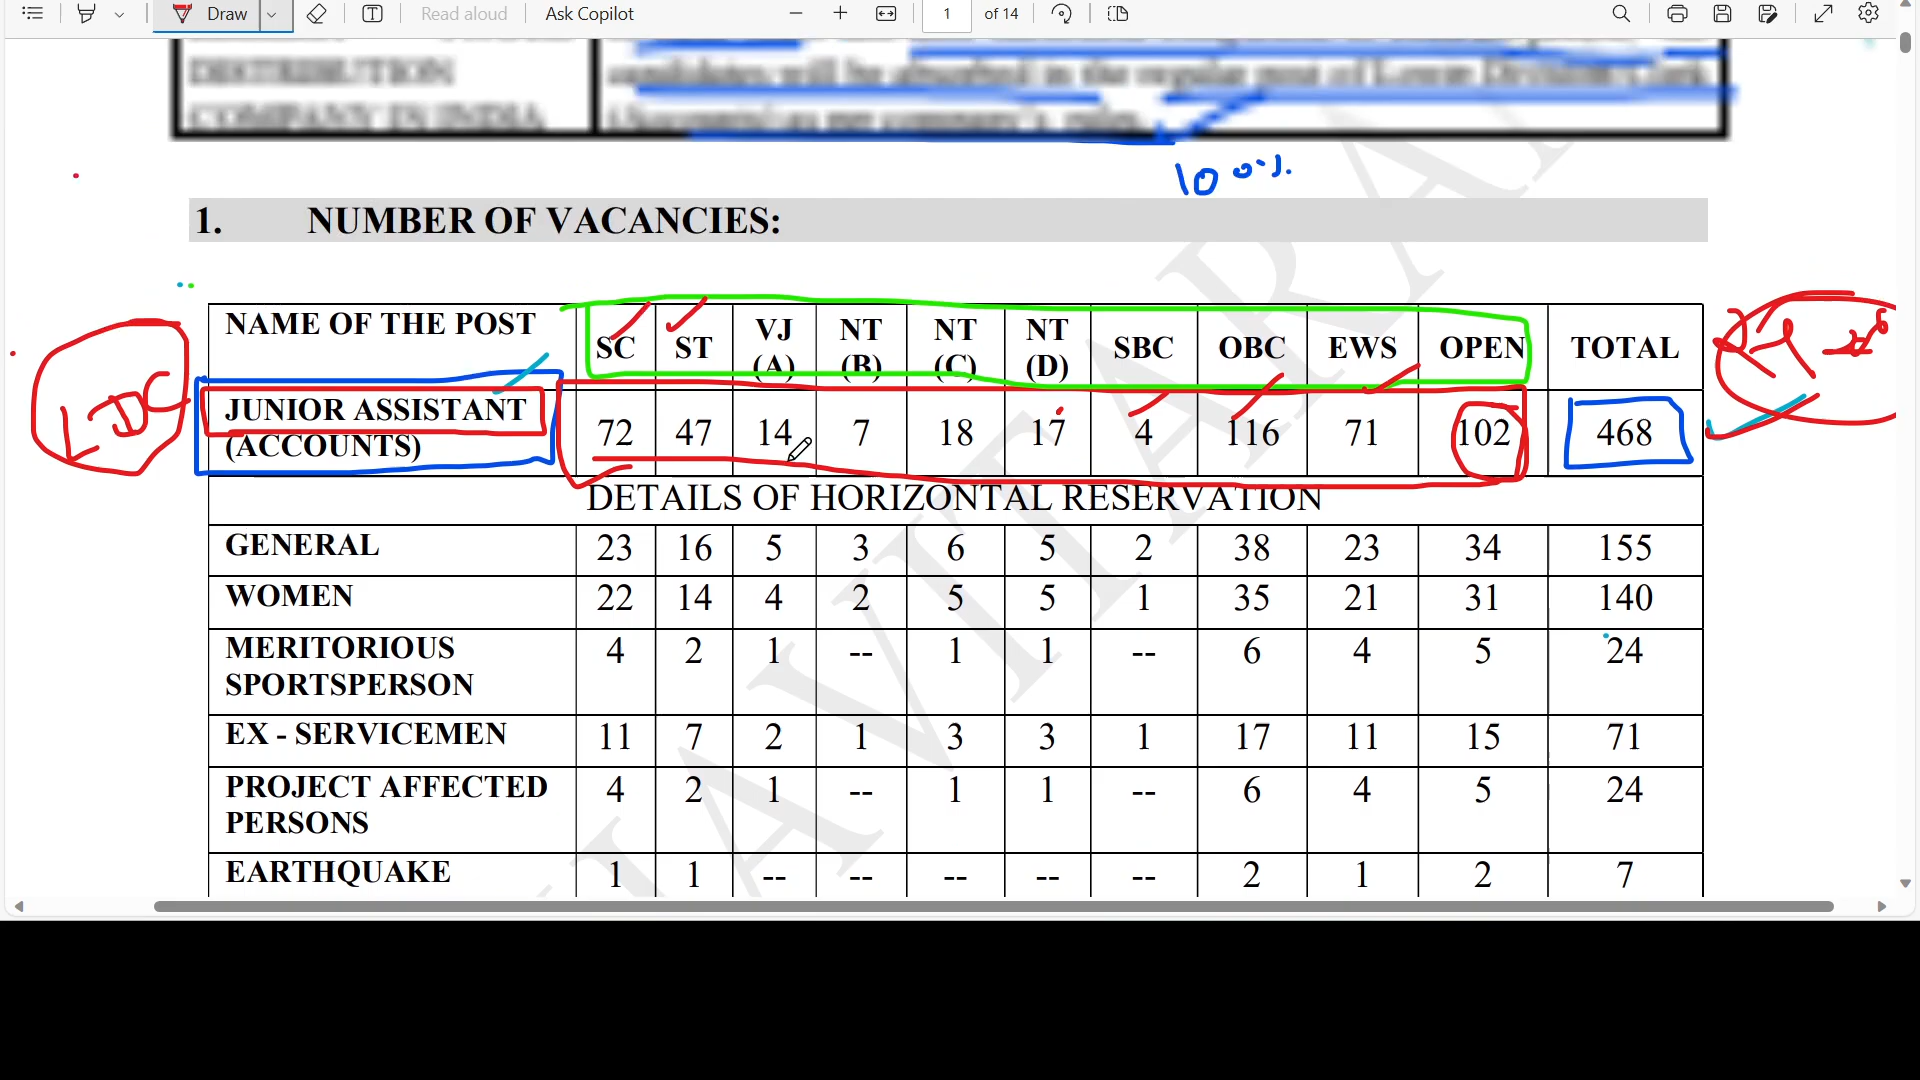 Draw Read aloud Ask Copilot 1 of 14
100%
1. NUMBER OF VACANCIES:
NAME OF THE POST SC ST VJ (A) NT (B) NT (C) NT (D) SBC OBC EWS OPEN TOTAL
JUNIOR ASSISTANT (ACCOUNTS) 72 47 14 7 18 17 4 116 71 102 468
LDC
DETAILS OF HORIZONTAL RESERVATION
GENERAL 23 16 5 3 6 5 2 38 23 34 155
WOMEN 22 14 4 2 5 5 1 35 21 31 140
MERITORIOUS SPORTSPERSON 4 2 1 -- 1 1 -- 6 4 5 24
EX - SERVICEMEN 11 7 2 1 3 3 1 17 11 15 71
PROJECT AFFECTED PERSONS 4 2 1 -- 1 1 -- 6 4 5 24
EARTHQUAKE 1 1 -- -- -- -- -- 2 1 2 7